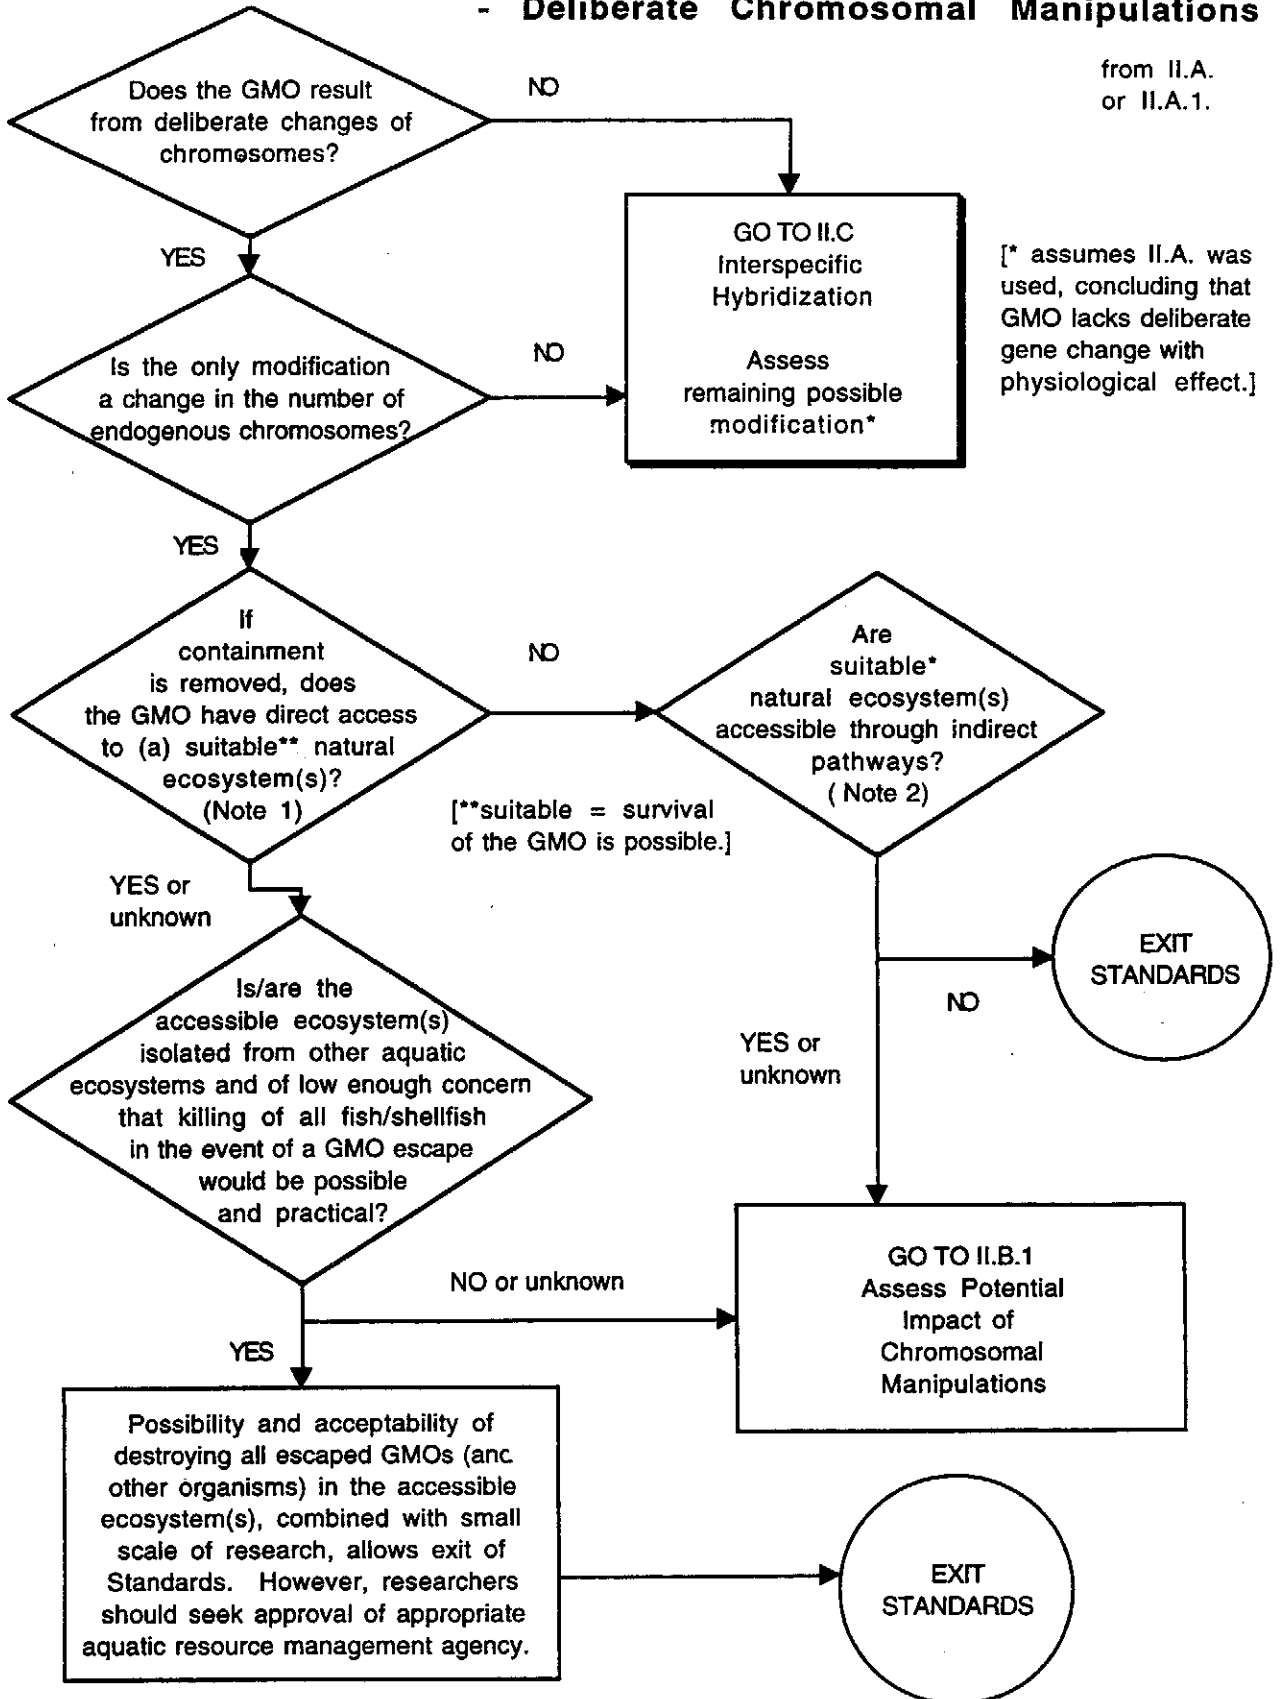 - Deliberate Chromosomal Manipulations
from II.A.
or II.A.1.
Does the GMO result
from deliberate changes of
chromosomes?
NO
YES
GO TO II.C
Interspecific
Hybridization
Assess
remaining possible
modification*
[* assumes II.A. was
used, concluding that
GMO lacks deliberate
gene change with
physiological effect.]
Is the only modification
a change in the number of
endogenous chromosomes?
NO
YES
If
containment
is removed, does
the GMO have direct access
to (a) suitable** natural
ecosystem(s)?
(Note 1)
NO
Are
suitable*
natural ecosystem(s)
accessible through indirect
pathways?
( Note 2)
[**suitable = survival
of the GMO is possible.]
YES or
unknown
EXIT
STANDARDS
NO
YES or
unknown
Is/are the
accessible ecosystem(s)
isolated from other aquatic
ecosystems and of low enough concern
that killing of all fish/shellfish
in the event of a GMO escape
would be possible
and practical?
NO or unknown
YES
GO TO II.B.1
Assess Potential
Impact of
Chromosomal
Manipulations
Possibility and acceptability of
destroying all escaped GMOs (anc
other organisms) in the accessible
ecosystem(s), combined with small
scale of research, allows exit of
Standards. However, researchers
should seek approval of appropriate
aquatic resource management agency.
EXIT
STANDARDS